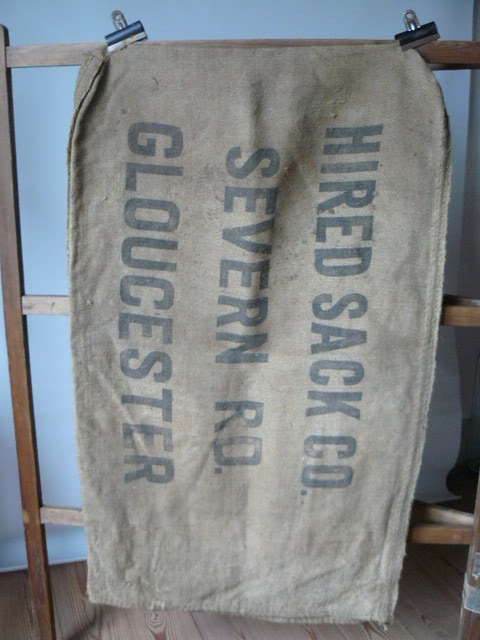 HIRED SACK CO.
SEVERN RD.
GLOUCESTER